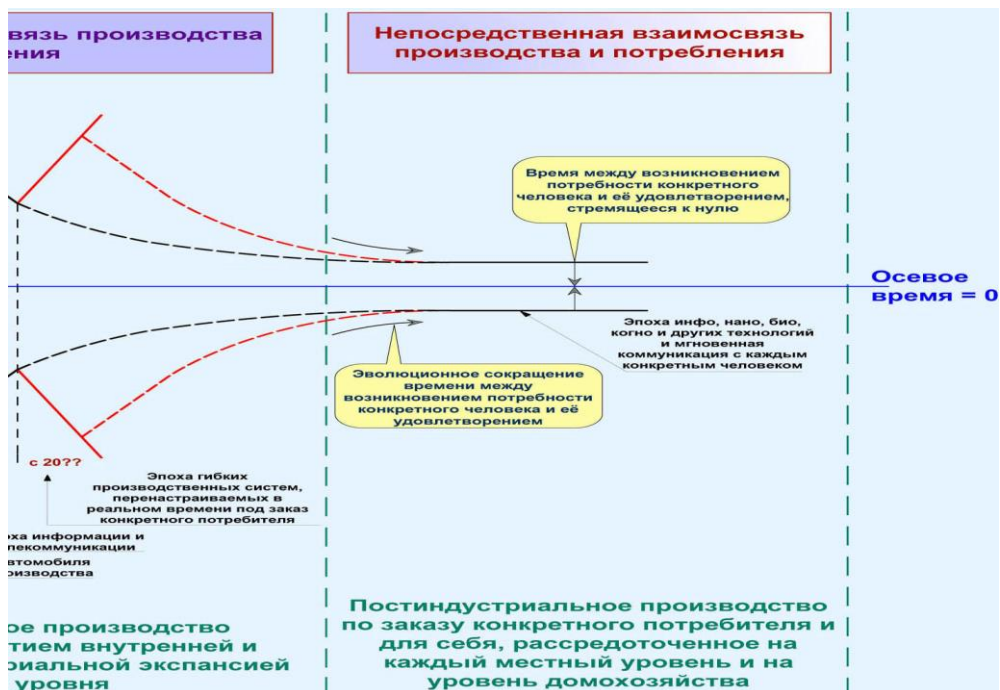 вязь производства
ения
Непосредственная взаимосвязь
производства и потребления
Время между возникновением
потребности конкретного
человека и её удовлетворением,
стремящееся к нулю
Осевое
время = 0
Эпоха инфо, нано, био,
когно и других технологий
и мгновенная
коммуникация с каждым
конкретным человеком
Эволюционное сокращение
времени между
возникновением потребности
конкретного человека и её
удовлетворением
с 20??
Эпоха гибких
производственных систем,
перенастраиваемых в
реальном времени под заказ
конкретного потребителя
оха информации и
лекоммуникации
втомобиля
оизводства
ое производство
тием внутренней и
риальной экспансией
уровня
Постиндустриальное производство
по заказу конкретного потребителя и
для себя, рассредоточенное на
каждый местный уровень и на
уровень домохозяйства